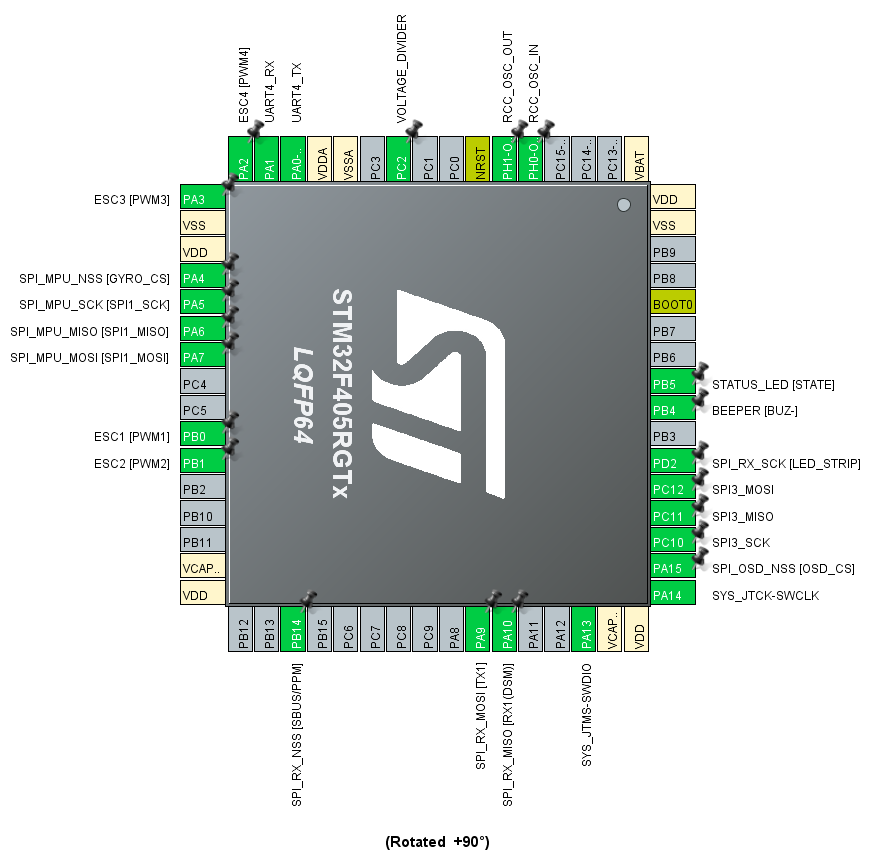 ESC4 [PWM4]
UART4_RX
UART4_TX
VOLTAGE_DIVIDER
RCC_OSC_OUT
RCC_OSC_IN
PA2
PA1
PA0-..
VDDA
VSSA
PC3
PC2
PC1
PC0
NRST
PH1-O..
PH0-O..
PC15-..
PC14-..
PC13-..
VBAT
ESC3 [PWM3]
PA3
VSS
VDD
SPI_MPU_NSS [GYRO_CS]
PA4
SPI_MPU_SCK [SPI1_SCK]
PA5
SPI_MPU_MISO [SPI1_MISO]
PA6
SPI_MPU_MOSI [SPI1_MOSI]
PA7
PC4
PC5
ESC1 [PWM1]
PB0
ESC2 [PWM2]
PB1
PB2
PB10
PB11
VCAP..
VDD
STM32F405RGTx
LQFP64
VDD
VSS
PB9
PB8
BOOT0
PB7
PB6
PB5 STATUS_LED [STATE]
PB4 BEEPER [BUZ-]
PB3
PD2 SPI_RX_SCK [LED_STRIP]
PC12 SPI3_MOSI
PC11 SPI3_MISO
PC10 SPI3_SCK
PA15 SPI_OSD_NSS [OSD_CS]
PA14 SYS_JTCK-SWCLK
PB12
PB13
PB14
PB15
PC6
PC7
PC8
PC9
PA8
PA9
PA10
PA11
PA12
PA13
VCAP..
VDD
SPI_RX_NSS [SBUS/PPM]
SPI_RX_MOSI [TX1]
SPI_RX_MISO [RX1(DSM)]
SYS_JTMS-SWDIO
(Rotated +90°)